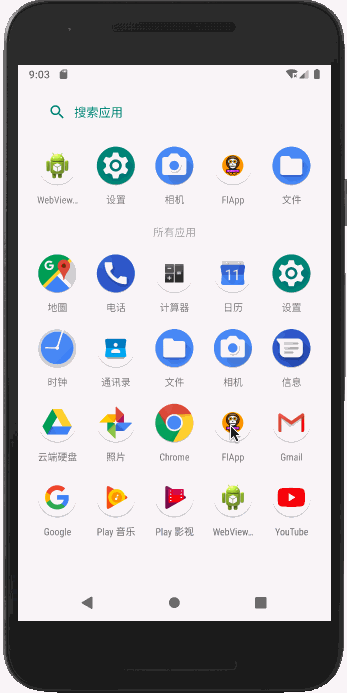 9:03
搜索应用
WebView…
设置
相机
FlApp
文件
所有应用
地图
电话
计算器
11
日历
设置
时钟
通讯录
文件
相机
信息
云端硬盘
照片
Chrome
FlApp
Gmail
Google
Play 音乐
Play 影视
WebView…
YouTube